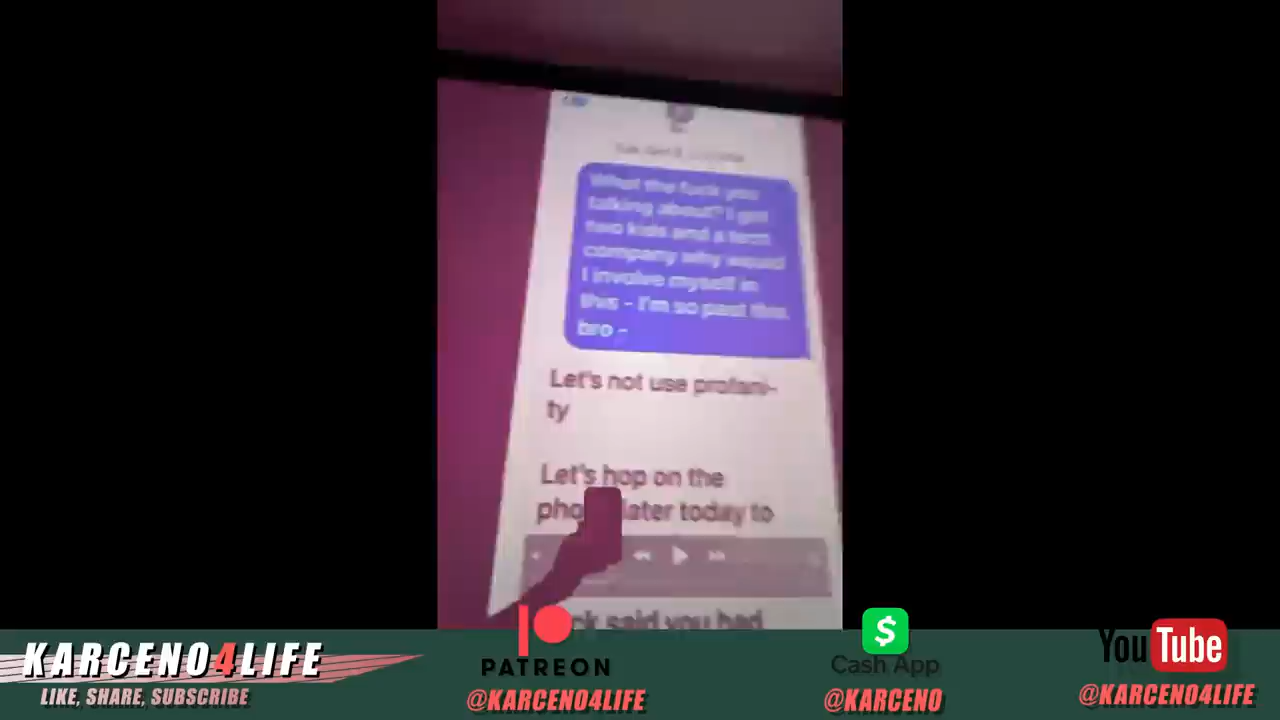 What the fuck you
talking about? I got
two kids and a tech
company why would
I involve myself in
this - I'm so past this
bro -
Let's not use profani-
ty
Let's hop on the
later today to
said you had
KARCENO4LIFE
LIKE, SHARE, SUBSCRIBE
PATREON
@KARCENO4LIFE
$
Cash App
@KARCENO
YouTube
@KARCENO4LIFE